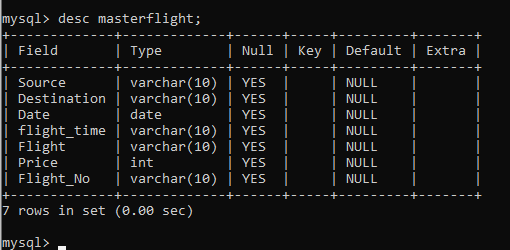 mysql> desc masterflight;
+-------------+-------------+------+-----+---------+-------+
| Field       | Type        | Null | Key | Default | Extra |
+-------------+-------------+------+-----+---------+-------+
| Source      | varchar(10) | YES  |     | NULL    |       |
| Destination | varchar(10) | YES  |     | NULL    |       |
| Date        | date        | YES  |     | NULL    |       |
| flight_time | varchar(10) | YES  |     | NULL    |       |
| Flight      | varchar(10) | YES  |     | NULL    |       |
| Price       | int         | YES  |     | NULL    |       |
| Flight_No   | varchar(10) | YES  |     | NULL    |       |
+-------------+-------------+------+-----+---------+-------+
7 rows in set (0.00 sec)
mysql>